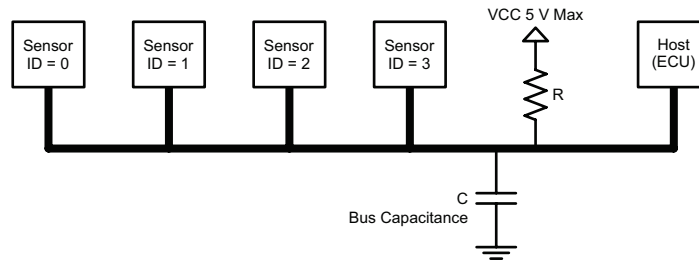 VCC 5 V Max
Sensor
ID = 0
Sensor
ID = 1
Sensor
ID = 2
Sensor
ID = 3
Host
(ECU)
R
C
Bus Capacitance